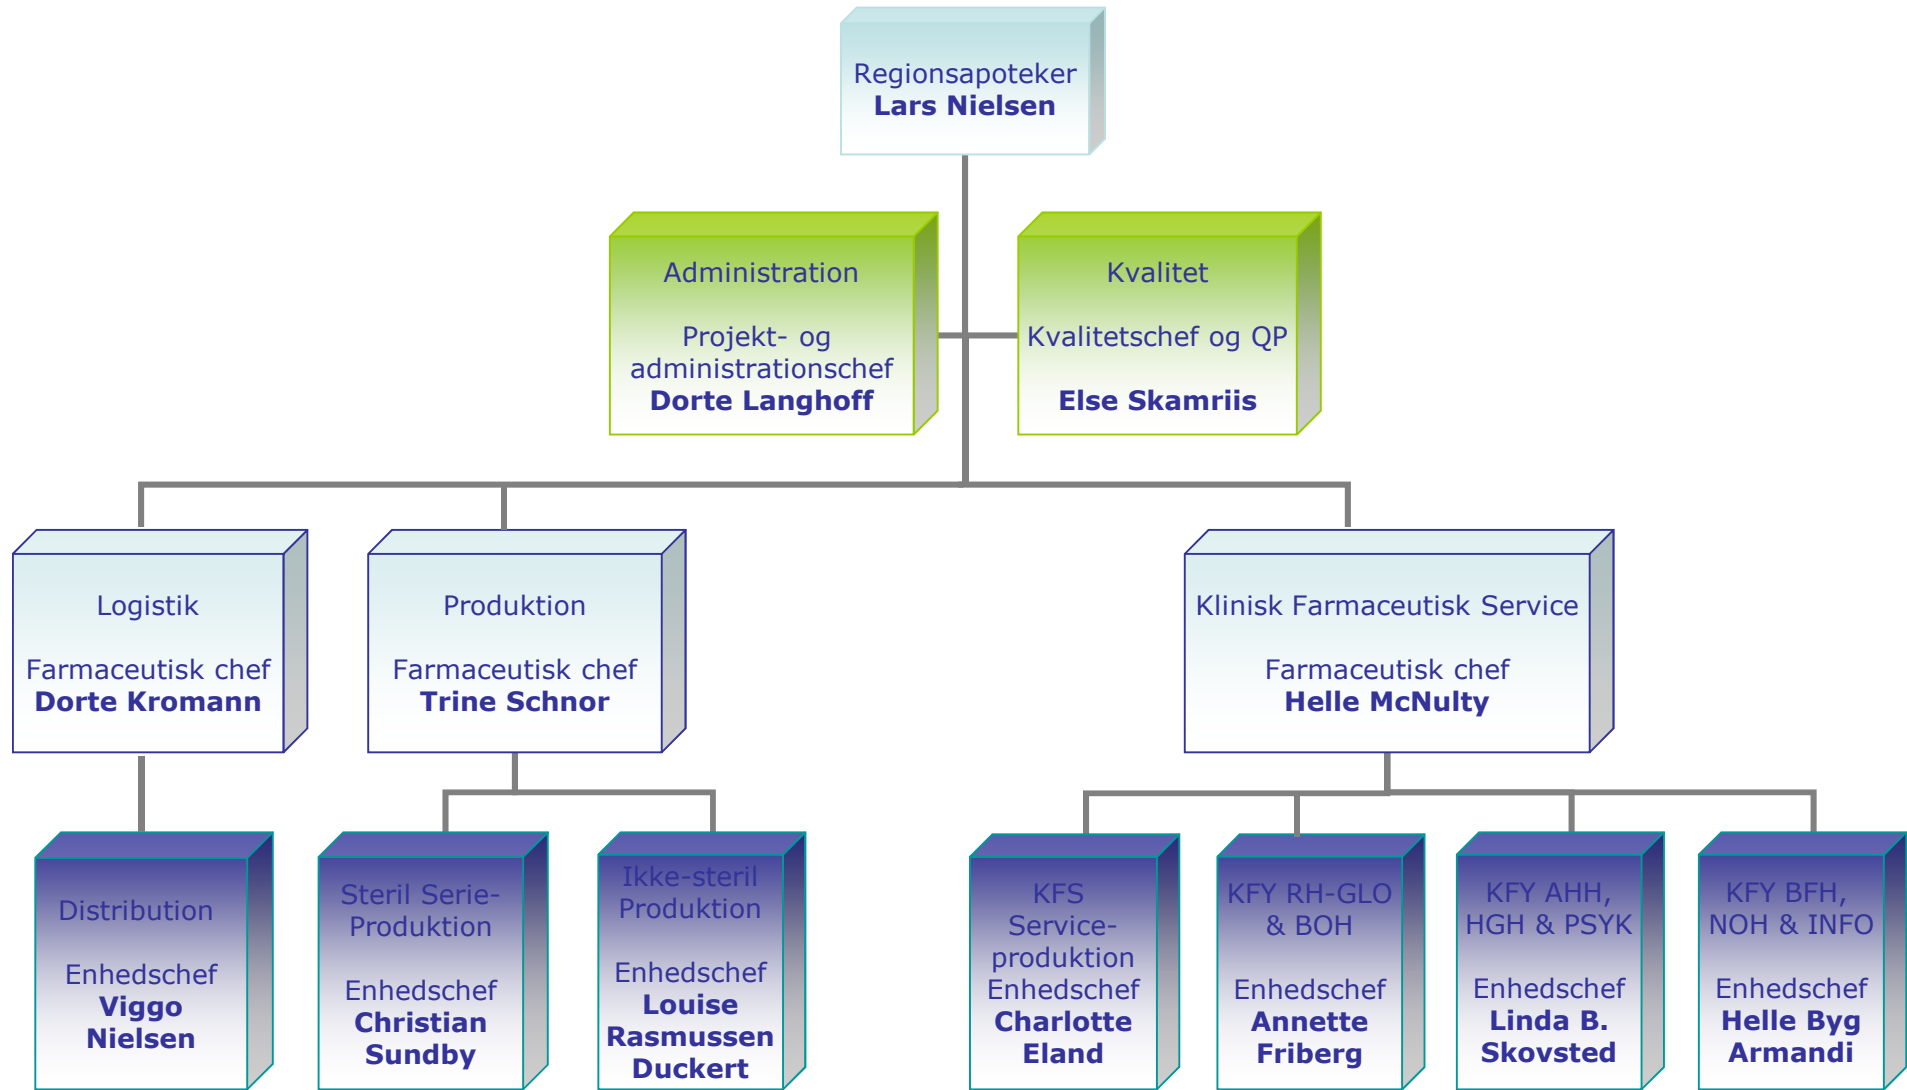 Regionsapoteker
Lars Nielsen
Administration
Projekt- og
administrationschef
Dorte Langhoff
Kvalitet
Kvalitetschef og QP
Else Skamriis
Logistik
Farmaceutisk chef
Dorte Kromann
Produktion
Farmaceutisk chef
Trine Schnor
Klinisk Farmaceutisk Service
Farmaceutisk chef
Helle McNulty
Distribution
Enhedschef
Viggo
Nielsen
Steril Serie-
Produktion
Enhedschef
Christian
Sundby
Ikke-steril
Produktion
Enhedschef
Louise
Rasmussen
Duckert
KFS
Service-
produktion
Enhedschef
Charlotte
Eland
KFY RH-GLO
& BOH
Enhedschef
Annette
Friberg
KFY AHH,
HGH & PSYK
Enhedschef
Linda B.
Skovsted
KFY BFH,
NOH & INFO
Enhedschef
Helle Byg
Armandi